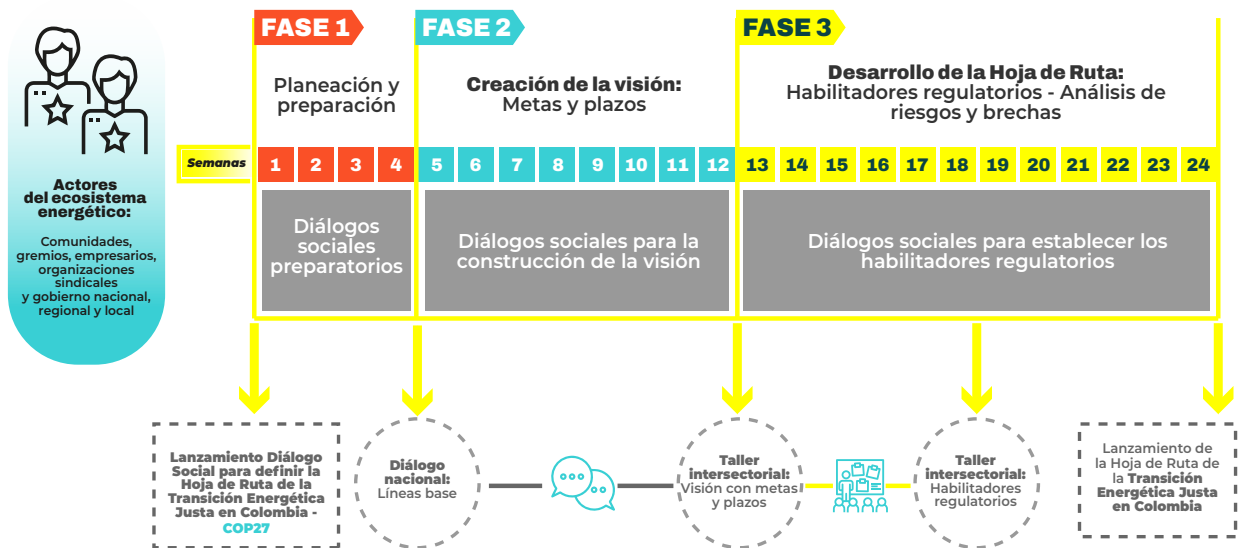 FASE 1
FASE 2
FASE 3
Planeación y
preparación
Creación de la visión:
Metas y plazos
Desarrollo de la Hoja de Ruta:
Habilitadores regulatorios - Análisis de
riesgos y brechas
Semanas
1 2 3 4 5 6 7 8 9 10 11 12 13 14 15 16 17 18 19 20 21 22 23 24
Actores
del ecosistema
energético:
Comunidades,
gremios, empresarios,
organizaciones
sindicales
y gobierno nacional,
regional y local
Diálogos
sociales
preparatorios
Diálogos sociales para la
construcción de la visión
Diálogos sociales para establecer los
habilitadores regulatorios
Lanzamiento Diálogo
Social para definir la
Hoja de Ruta de la
Transición Energética
Justa en Colombia -
COP27
Diálogo
nacional:
Líneas base
Taller
intersectorial:
Visión con metas
y plazos
Taller
intersectorial:
Habilitadores
regulatorios
Lanzamiento de
la Hoja de Ruta de
la Transición
Energética Justa
en Colombia